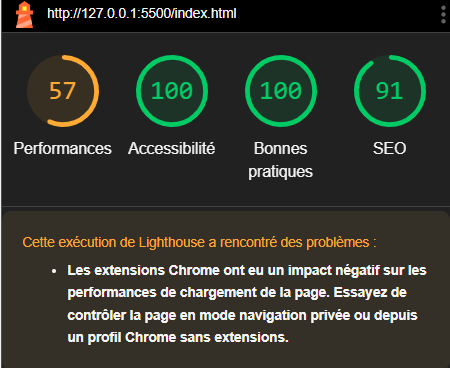 http://127.0.0.1:5500/index.html
57
100
100
91
Performances
Accessibilité
Bonnes
pratiques
SEO
Cette exécution de Lighthouse a rencontré des problèmes :
• Les extensions Chrome ont eu un impact négatif sur les
performances de chargement de la page. Essayez de
contrôler la page en mode navigation privée ou depuis
un profil Chrome sans extensions.